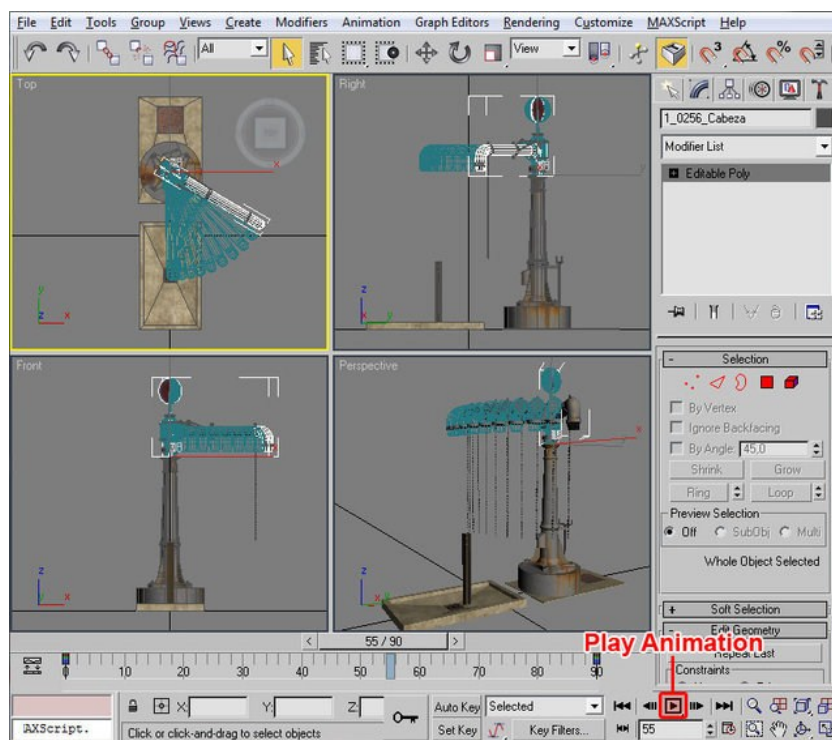 File Edit Tools Group Views Create Modifiers Animation Graph Editors Rendering Customize MAXScript Help
All
View
3
%
Top
Right
1_0256_Cabeza
Modifier List
Editable Poly
x
y
z
y
x
z
x y
Front
Perspective
Selection
By Vertex
Ignore Backfacing
By Angle: 45,0
Shrink Grow
Ring Loop
Preview Selection
Off SubObj Multi
Whole Object Selected
Soft Selection
Edit Geometry
Repeat Last
Constraints
z
x
z
< 55 / 90 >
Play Animation
0 10 20 30 40 50 60 70 80 90
X: Y: Z:
Auto Key Selected
AXScript. Click or click-and-drag to select objects
Set Key Key Filters... 55